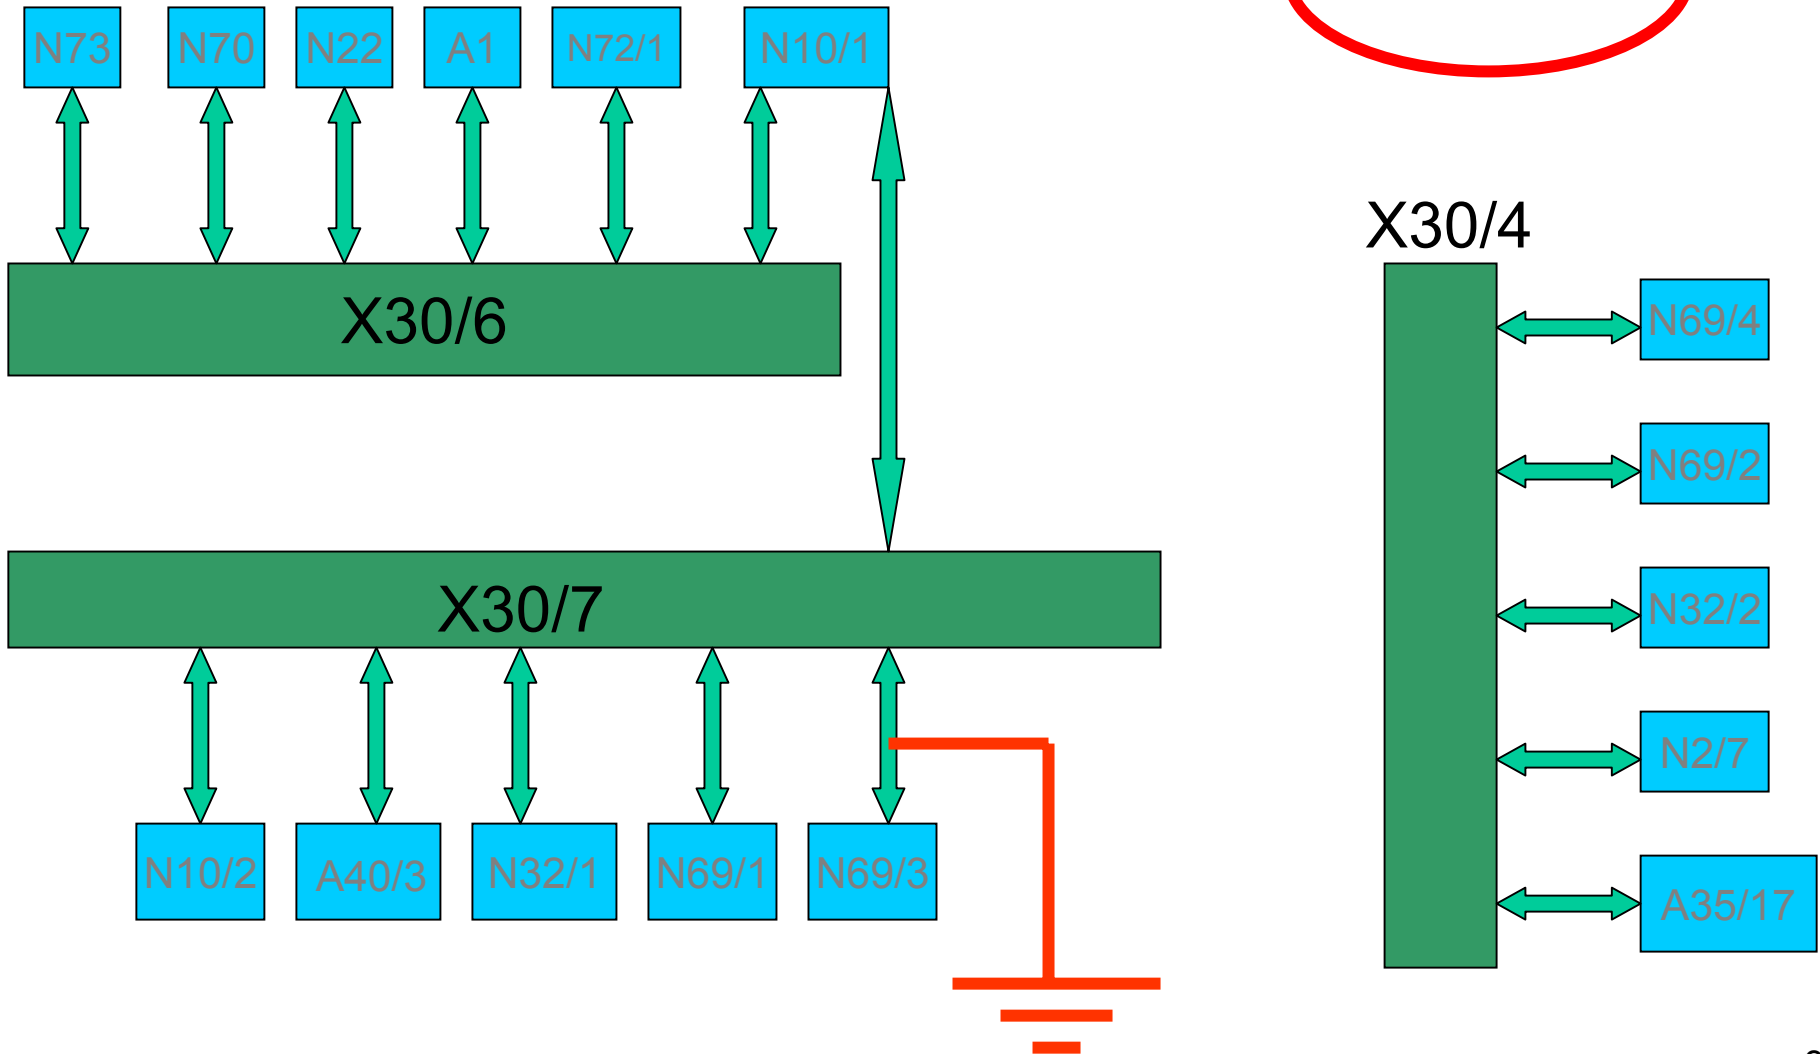 N73
N70
N22
A1
N72/1
N10/1
X30/6
X30/7
N10/2
A40/3
N32/1
N69/1
N69/3
X30/4
N69/4
N69/2
N32/2
N2/7
A35/17